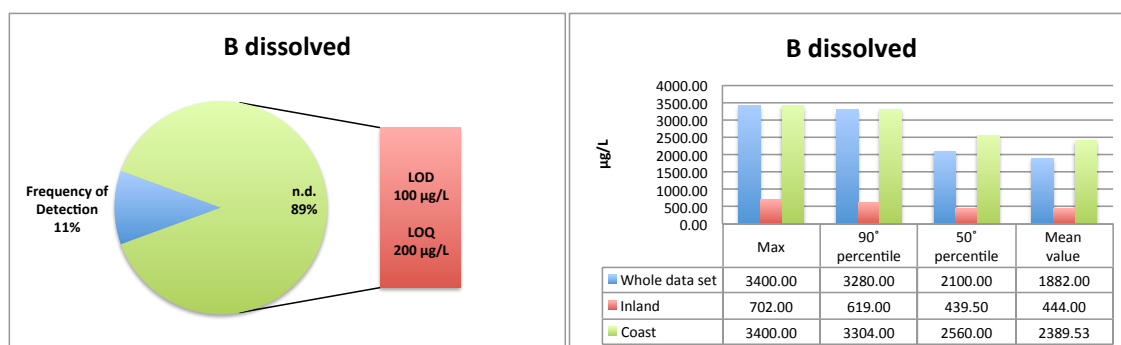 B dissolved
Frequency of
Detection
11%
n.d.
89%
LOD
100 µg/L
LOQ
200 µg/L
B dissolved
µg/L
4000.00
3500.00
3000.00
2500.00
2000.00
1500.00
1000.00
500.00
0.00
Max 90˚ percentile 50˚ percentile Mean value
Whole data set 3400.00 3280.00 2100.00 1882.00
Inland 702.00 619.00 439.50 444.00
Coast 3400.00 3304.00 2560.00 2389.53